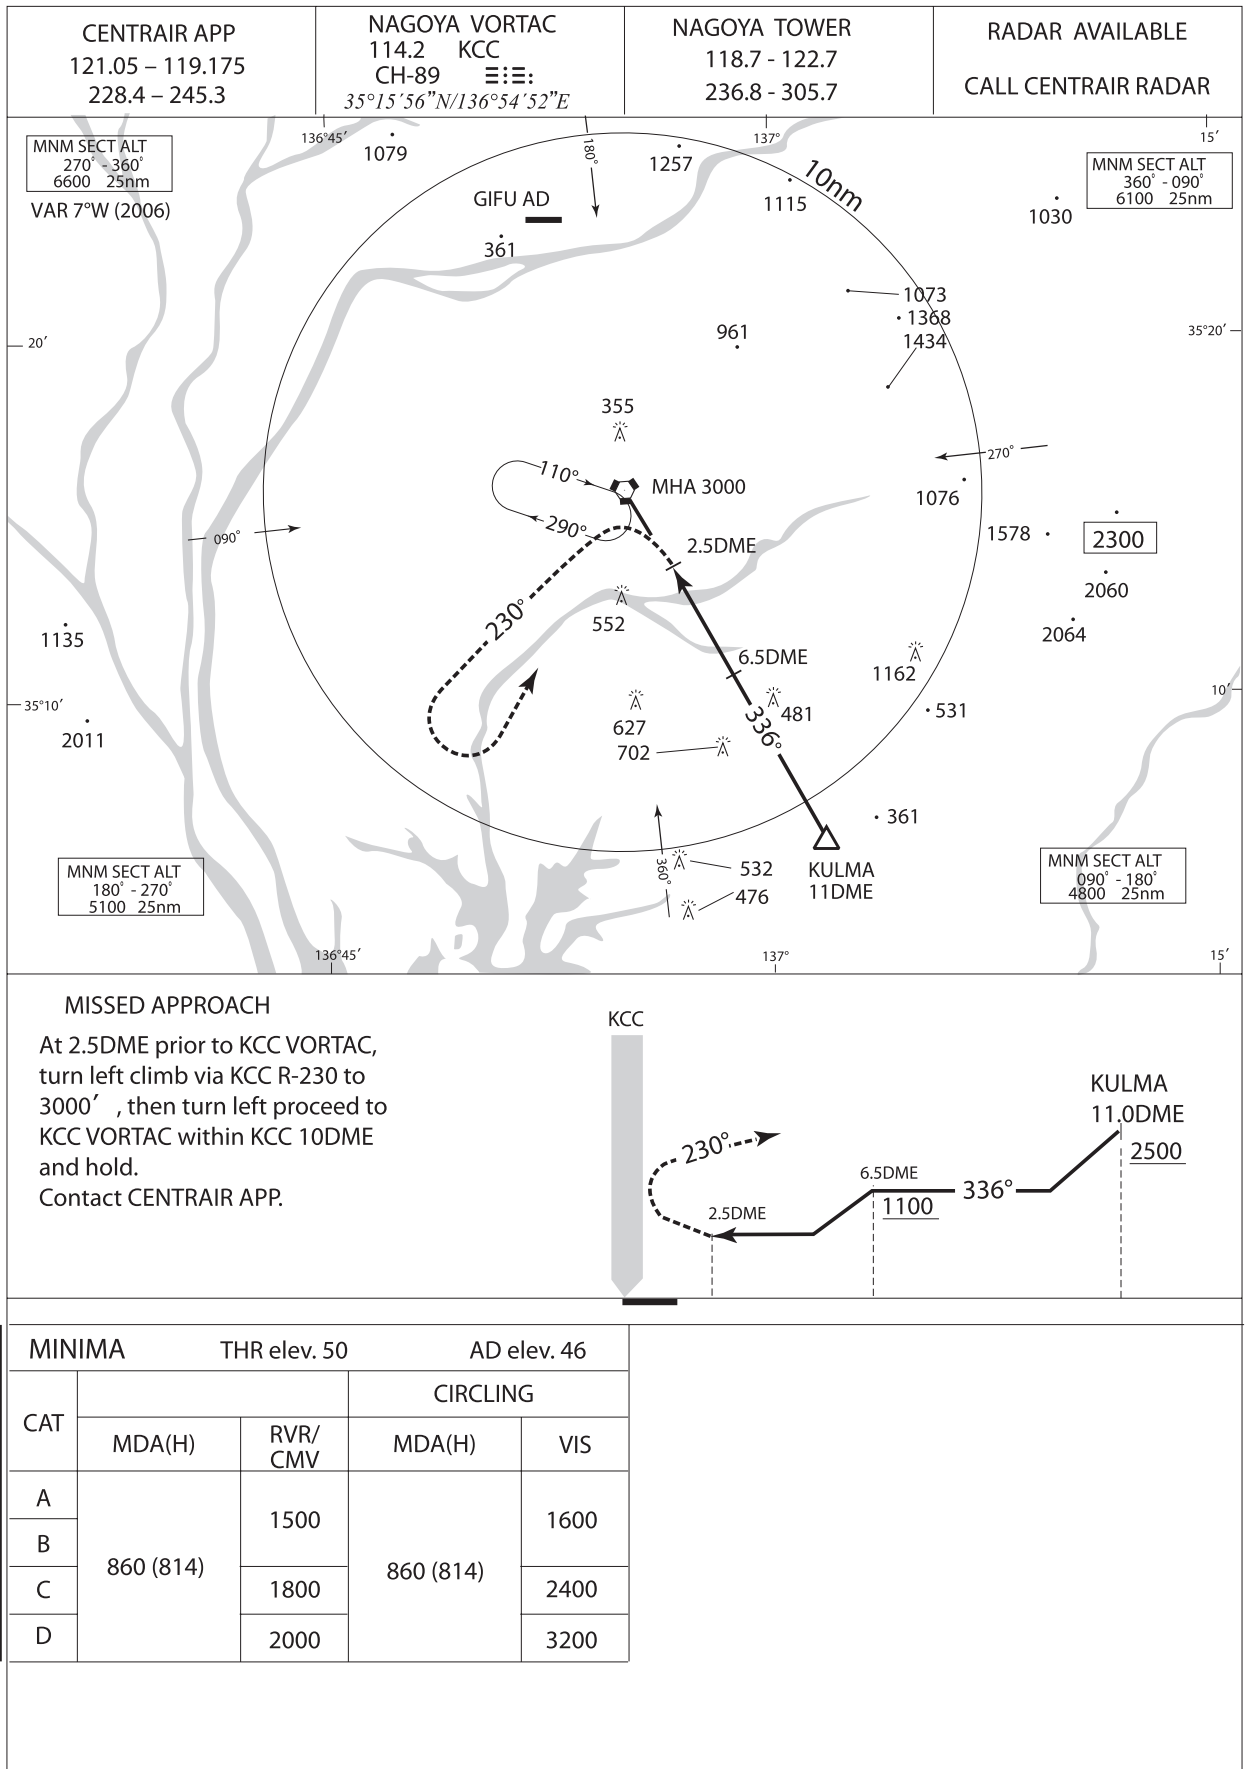 CENTRAIR APP
121.05 – 119.175
228.4 – 245.3
NAGOYA VORTAC
114.2 KCC
CH-89
35°15´56”N/136°54´52”E
NAGOYA TOWER
118.7 - 122.7
236.8 - 305.7
RADAR AVAILABLE
CALL CENTRAIR RADAR
MNM SECT ALT
270° - 360°
6600 25nm
VAR 7°W (2006)
136°45′
1079
180°
1257
137°
10nm
1115
15′
MNM SECT ALT
360° - 090°
6100 25nm
1030
GIFU AD
361
1073
1368
1434
961
20′
35°20′
355
110°
MHA 3000
290°
270°
1076
1578
2300
090°
2.5DME
2060
230°
552
2064
1135
6.5DME
1162
35°10′
10′
2011
627
481
531
702
336°
361
KULMA
11DME
360°
532
476
MNM SECT ALT
180° - 270°
5100 25nm
MNM SECT ALT
090° - 180°
4800 25nm
136°45′
137°
15′
MISSED APPROACH
At 2.5DME prior to KCC VORTAC,
turn left climb via KCC R-230 to
3000′ , then turn left proceed to
KCC VORTAC within KCC 10DME
and hold.
Contact CENTRAIR APP.
KCC
KULMA
11.0DME
2500
230°
6.5DME
336°
1100
2.5DME
MINIMA THR elev. 50 AD elev. 46
CAT
CIRCLING
MDA(H)
RVR/
CMV
MDA(H)
VIS
A
B
C
D
860 (814)
1500
1800
2000
860 (814)
1600
2400
3200